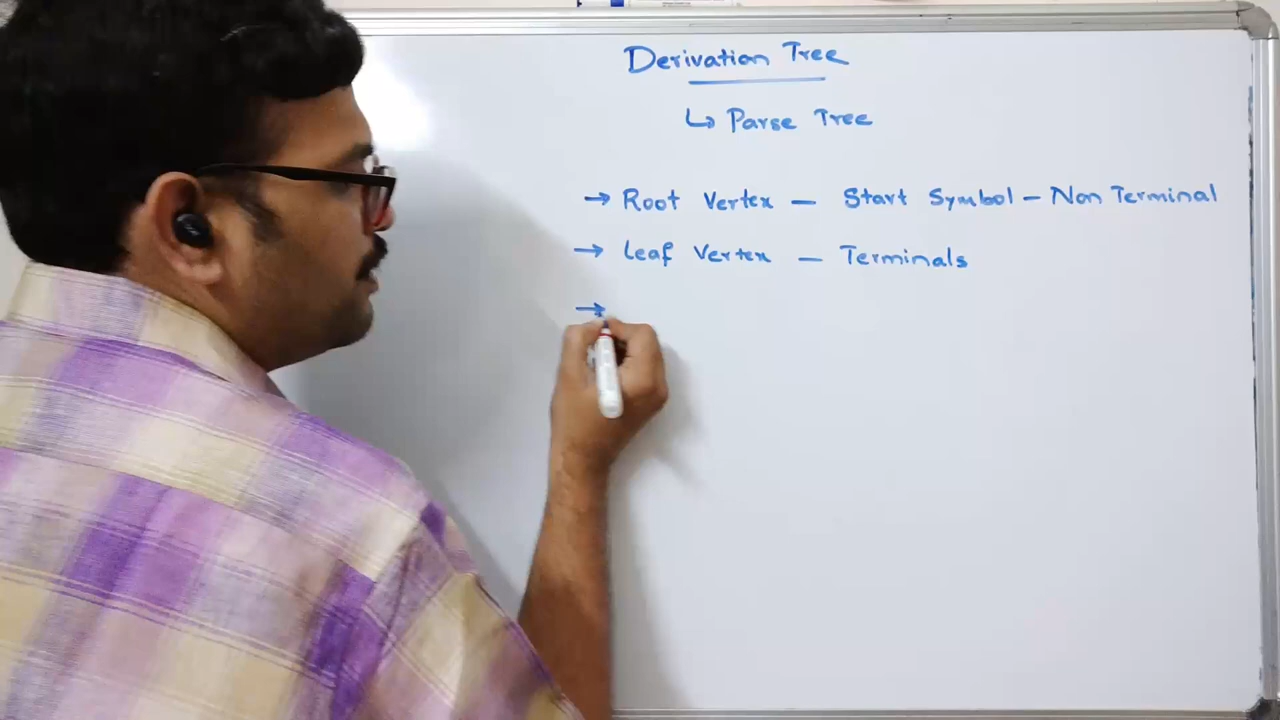 Derivation Tree
↳ Parse Tree
→ Root Vertex – Start Symbol – Non Terminal
→ Leaf Vertex – Terminals
→